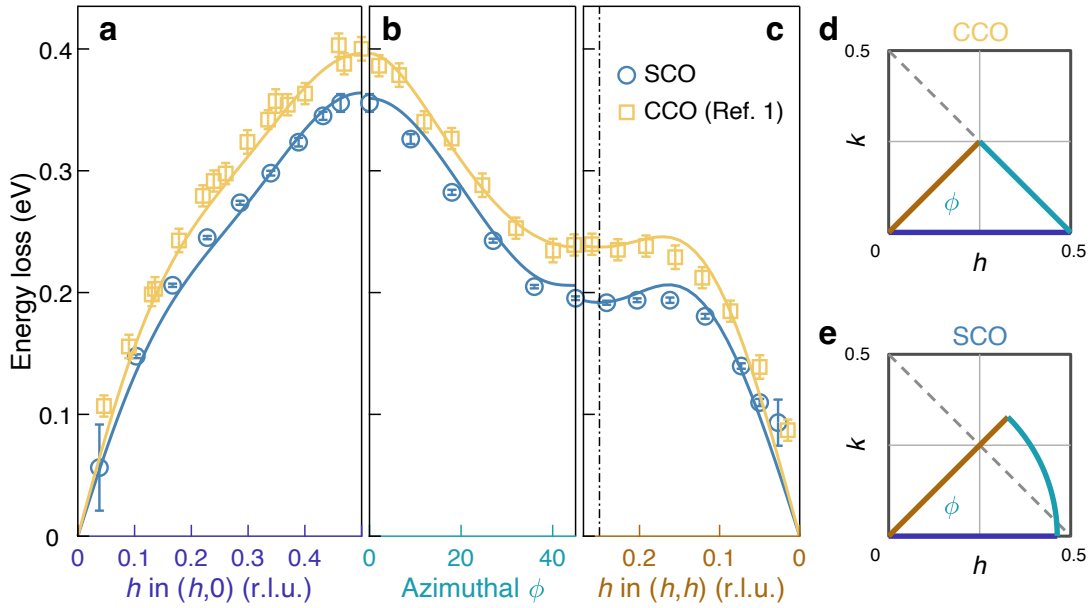 a
b
c
d
CCO
0.5
k
ϕ
0
h
0.5
SCO
CCO (Ref. 1)
Energy loss (eV)
0.4
0.3
0.2
0.1
0
0 0.1 0.2 0.3 0.4
h in (h,0) (r.l.u.)
0 20 40
Azimuthal ϕ
0.2 0.1 0
h in (h,h) (r.l.u.)
e
SCO
0.5
k
ϕ
0
h
0.5